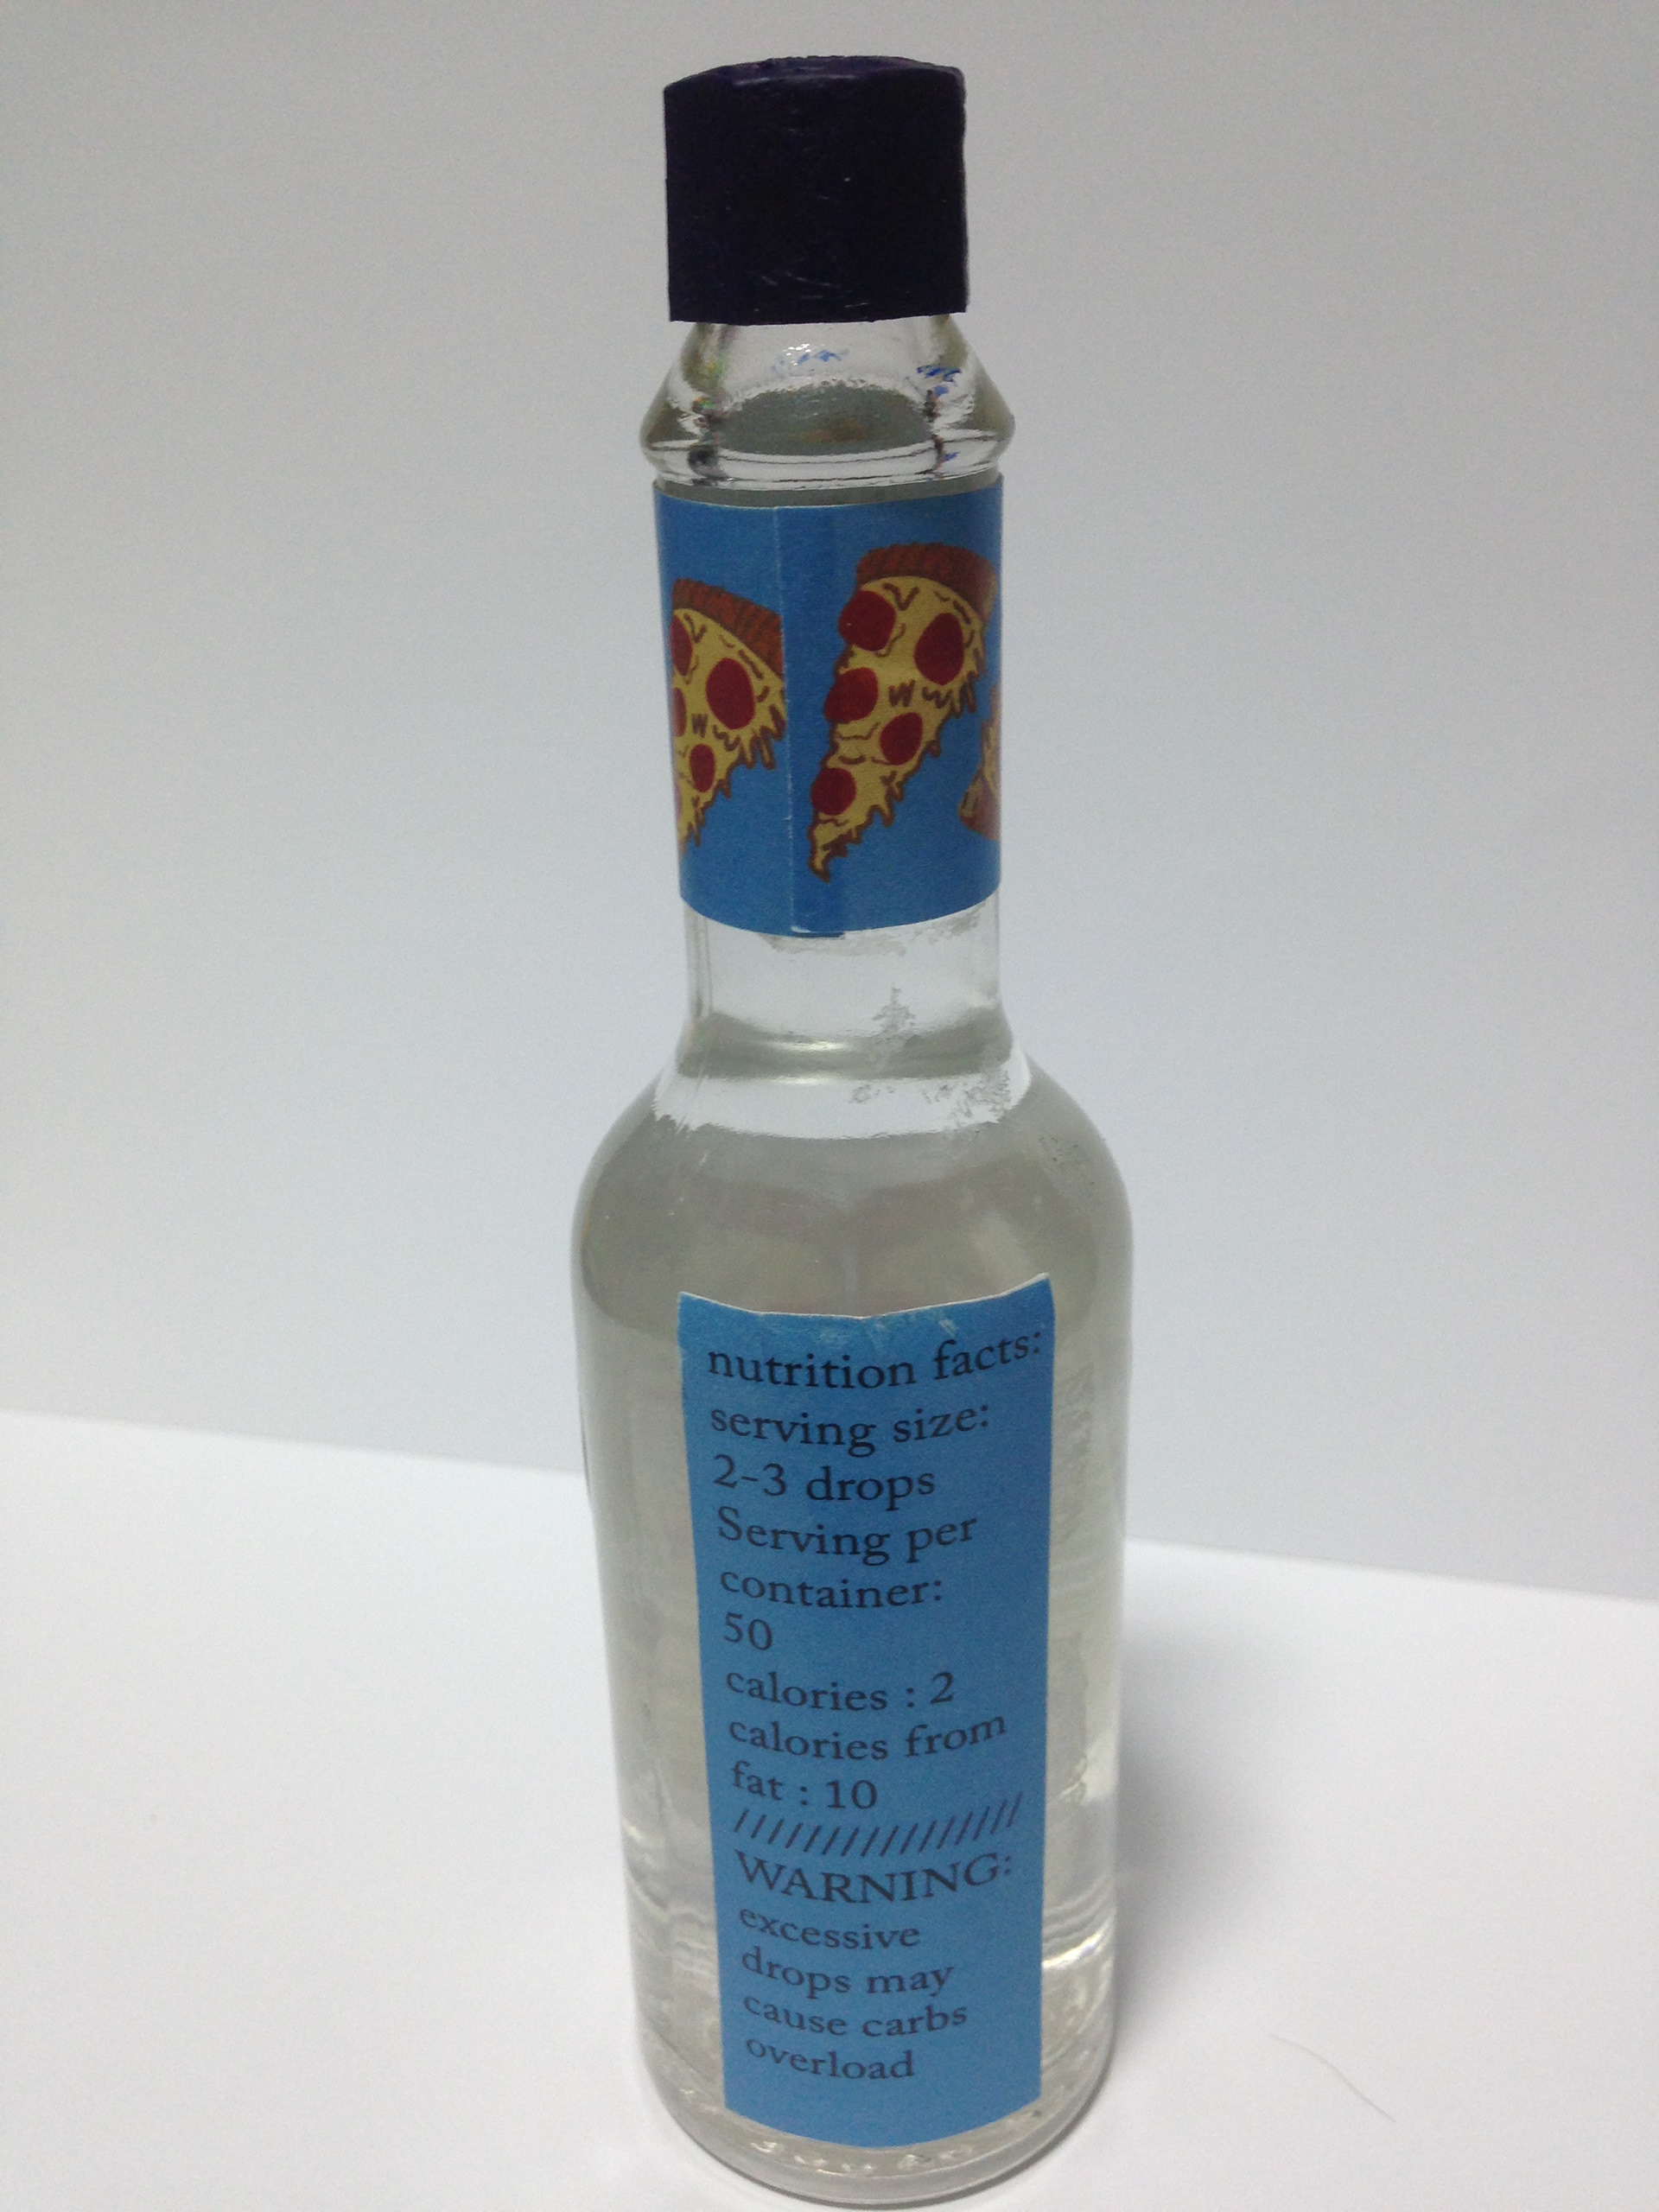 nutrition facts:
serving size:
2-3 drops
Serving per
container:
50
calories : 2
calories from
fat : 10
////////////////
WARNING:
excessive
drops may
cause carbs
overload